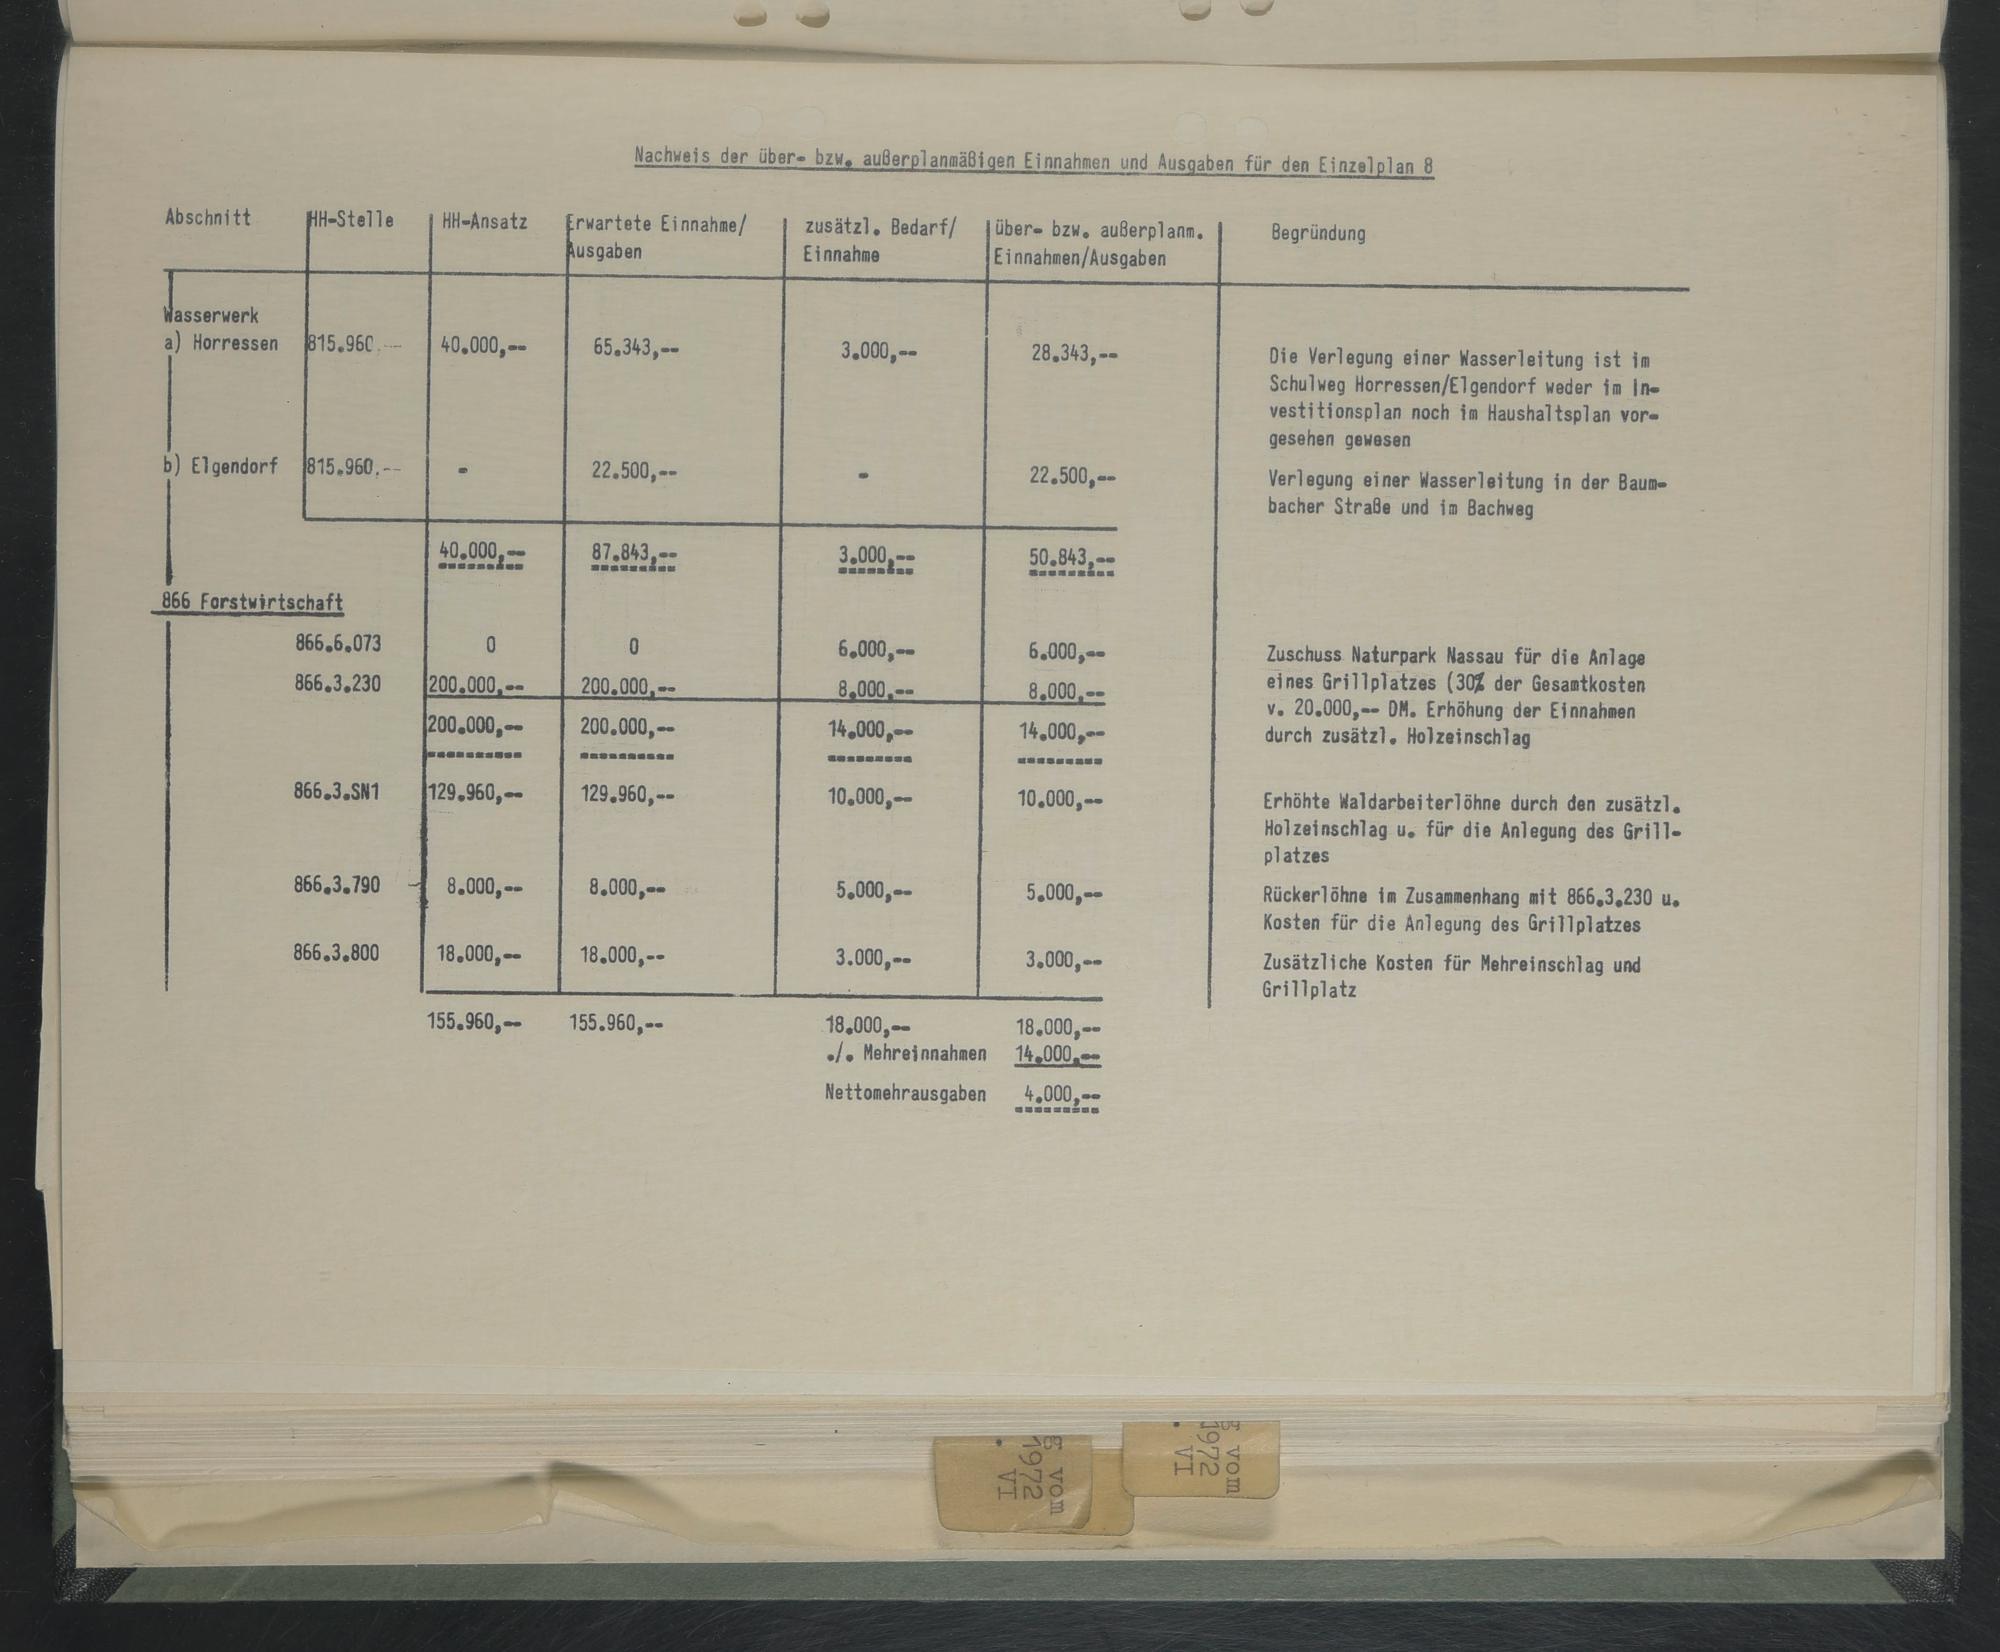 Nachweis der über- bzw. außerplanmäßigen Einnahmen und Ausgaben für den Einzelplan 8
Abschnitt HH-Stelle HH-Ansatz Erwartete Einnahme/ zusätzl. Bedarf/ über- bzw. außerplanm. Begründung
Ausgaben Einnahme Einnahmen/Ausgaben
Wasserwerk
a) Horressen 815.960.-- 40.000,-- 65.343,-- 3.000,-- 28.343,-- Die Verlegung einer Wasserleitung ist im
Schulweg Horressen/Elgendorf weder im In-
vestitionsplan noch im Haushaltsplan vor-
gesehen gewesen
b) Elgendorf 815.960.-- - 22.500,-- - 22.500,-- Verlegung einer Wasserleitung in der Baum-
bacher Straße und im Bachweg
40.000,-- 87.843,-- 3.000,-- 50.843,--
866 Forstwirtschaft
866.6.073 0 0 6.000,-- 6.000,-- Zuschuss Naturpark Nassau für die Anlage
866.3.230 200.000,-- 200.000,-- 8.000,-- 8.000,-- eines Grillplatzes (30% der Gesamtkosten
200.000,-- 200.000,-- 14.000,-- 14.000,-- v. 20.000,-- DM. Erhöhung der Einnahmen
durch zusätzl. Holzeinschlag
866.3.SN1 129.960,-- 129.960,-- 10.000,-- 10.000,-- Erhöhte Waldarbeiterlöhne durch den zusätzl.
Holzeinschlag u. für die Anlegung des Grill-
platzes
866.3.790 8.000,-- 8.000,-- 5.000,-- 5.000,-- Rückerlöhne im Zusammenhang mit 866.3.230 u.
Kosten für die Anlegung des Grillplatzes
866.3.800 18.000,-- 18.000,-- 3.000,-- 3.000,-- Zusätzliche Kosten für Mehreinschlag und
Grillplatz
155.960,-- 155.960,-- 18.000,-- 18.000,--
./. Mehreinnahmen 14.000,--
Nettomehrausgaben 4.000,--
g vom
1972
VI
g vom
1972
VI